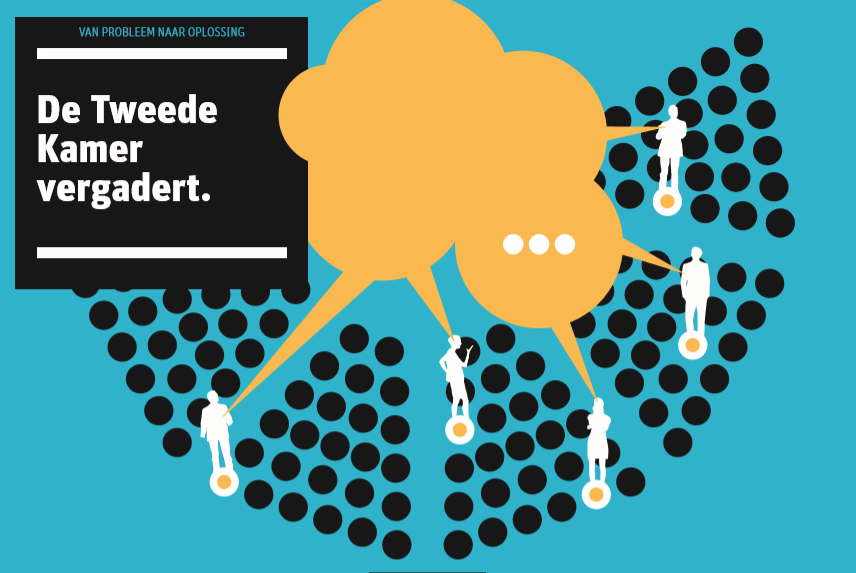 VAN PROBLEEM NAAR OPLOSSING
De Tweede
Kamer
vergadert.